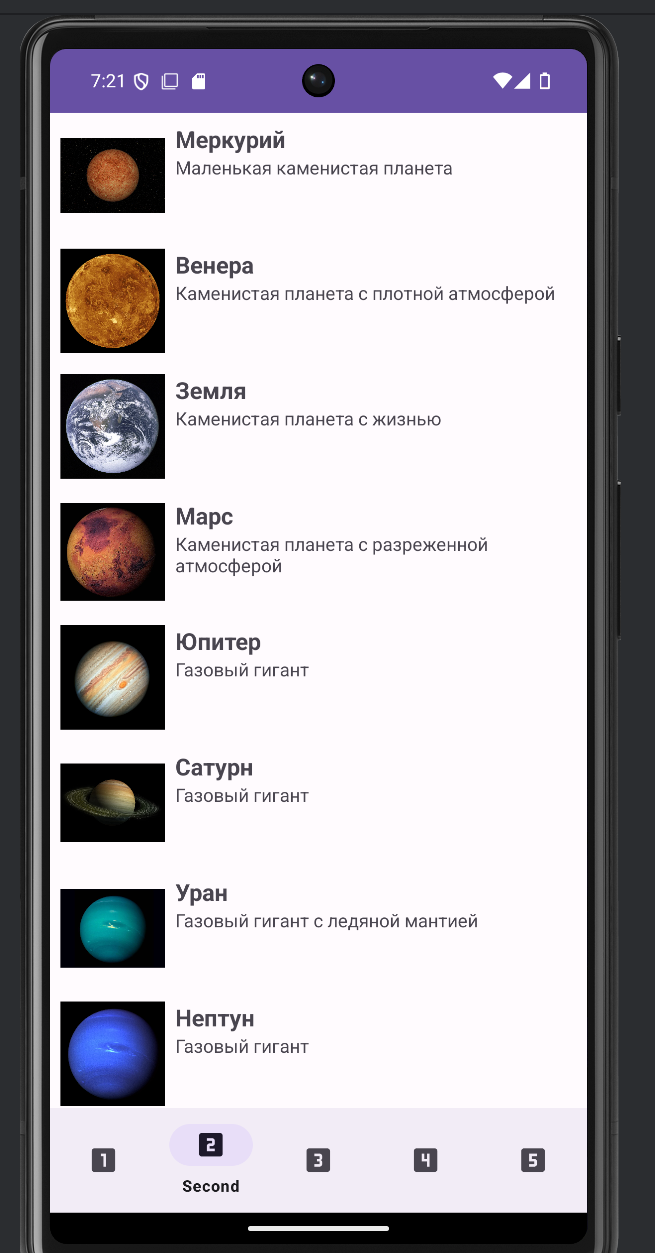 7:21
Меркурий
Маленькая каменистая планета
Венера
Каменистая планета с плотной атмосферой
Земля
Каменистая планета с жизнью
Марс
Каменистая планета с разреженной
атмосферой
Юпитер
Газовый гигант
Сатурн
Газовый гигант
Уран
Газовый гигант с ледяной мантией
Нептун
Газовый гигант
1 2 3 4 5
Second